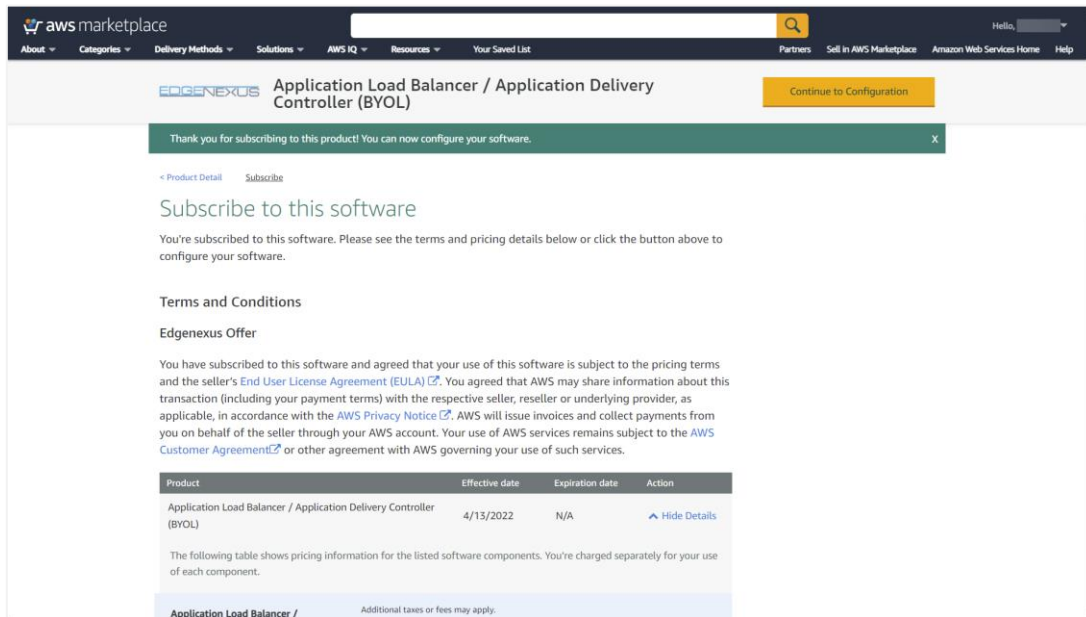 aws marketplace
Hello,
About Categories Delivery Methods Solutions AWS IQ Resources Your Saved List Partners Sell in AWS Marketplace Amazon Web Services Home Help
EDGENEXUS
Application Load Balancer / Application Delivery
Controller (BYOL)
Continue to Configuration
Thank you for subscribing to this product! You can now configure your software. X
< Product Detail Subscribe
Subscribe to this software
You're subscribed to this software. Please see the terms and pricing details below or click the button above to
configure your software.
Terms and Conditions
Edgenexus Offer
You have subscribed to this software and agreed that your use of this software is subject to the pricing terms
and the seller's End User License Agreement (EULA). You agreed that AWS may share information about this
transaction (including your payment terms) with the respective seller, reseller or underlying provider, as
applicable, in accordance with the AWS Privacy Notice. AWS will issue invoices and collect payments from
you on behalf of the seller through your AWS account. Your use of AWS services remains subject to the AWS
Customer Agreement or other agreement with AWS governing your use of such services.
Product Effective date Expiration date Action
Application Load Balancer / Application Delivery Controller
(BYOL)
4/13/2022 N/A Hide Details
The following table shows pricing information for the listed software components. You're charged separately for your use
of each component.
Application Load Balancer /
Additional taxes or fees may apply.